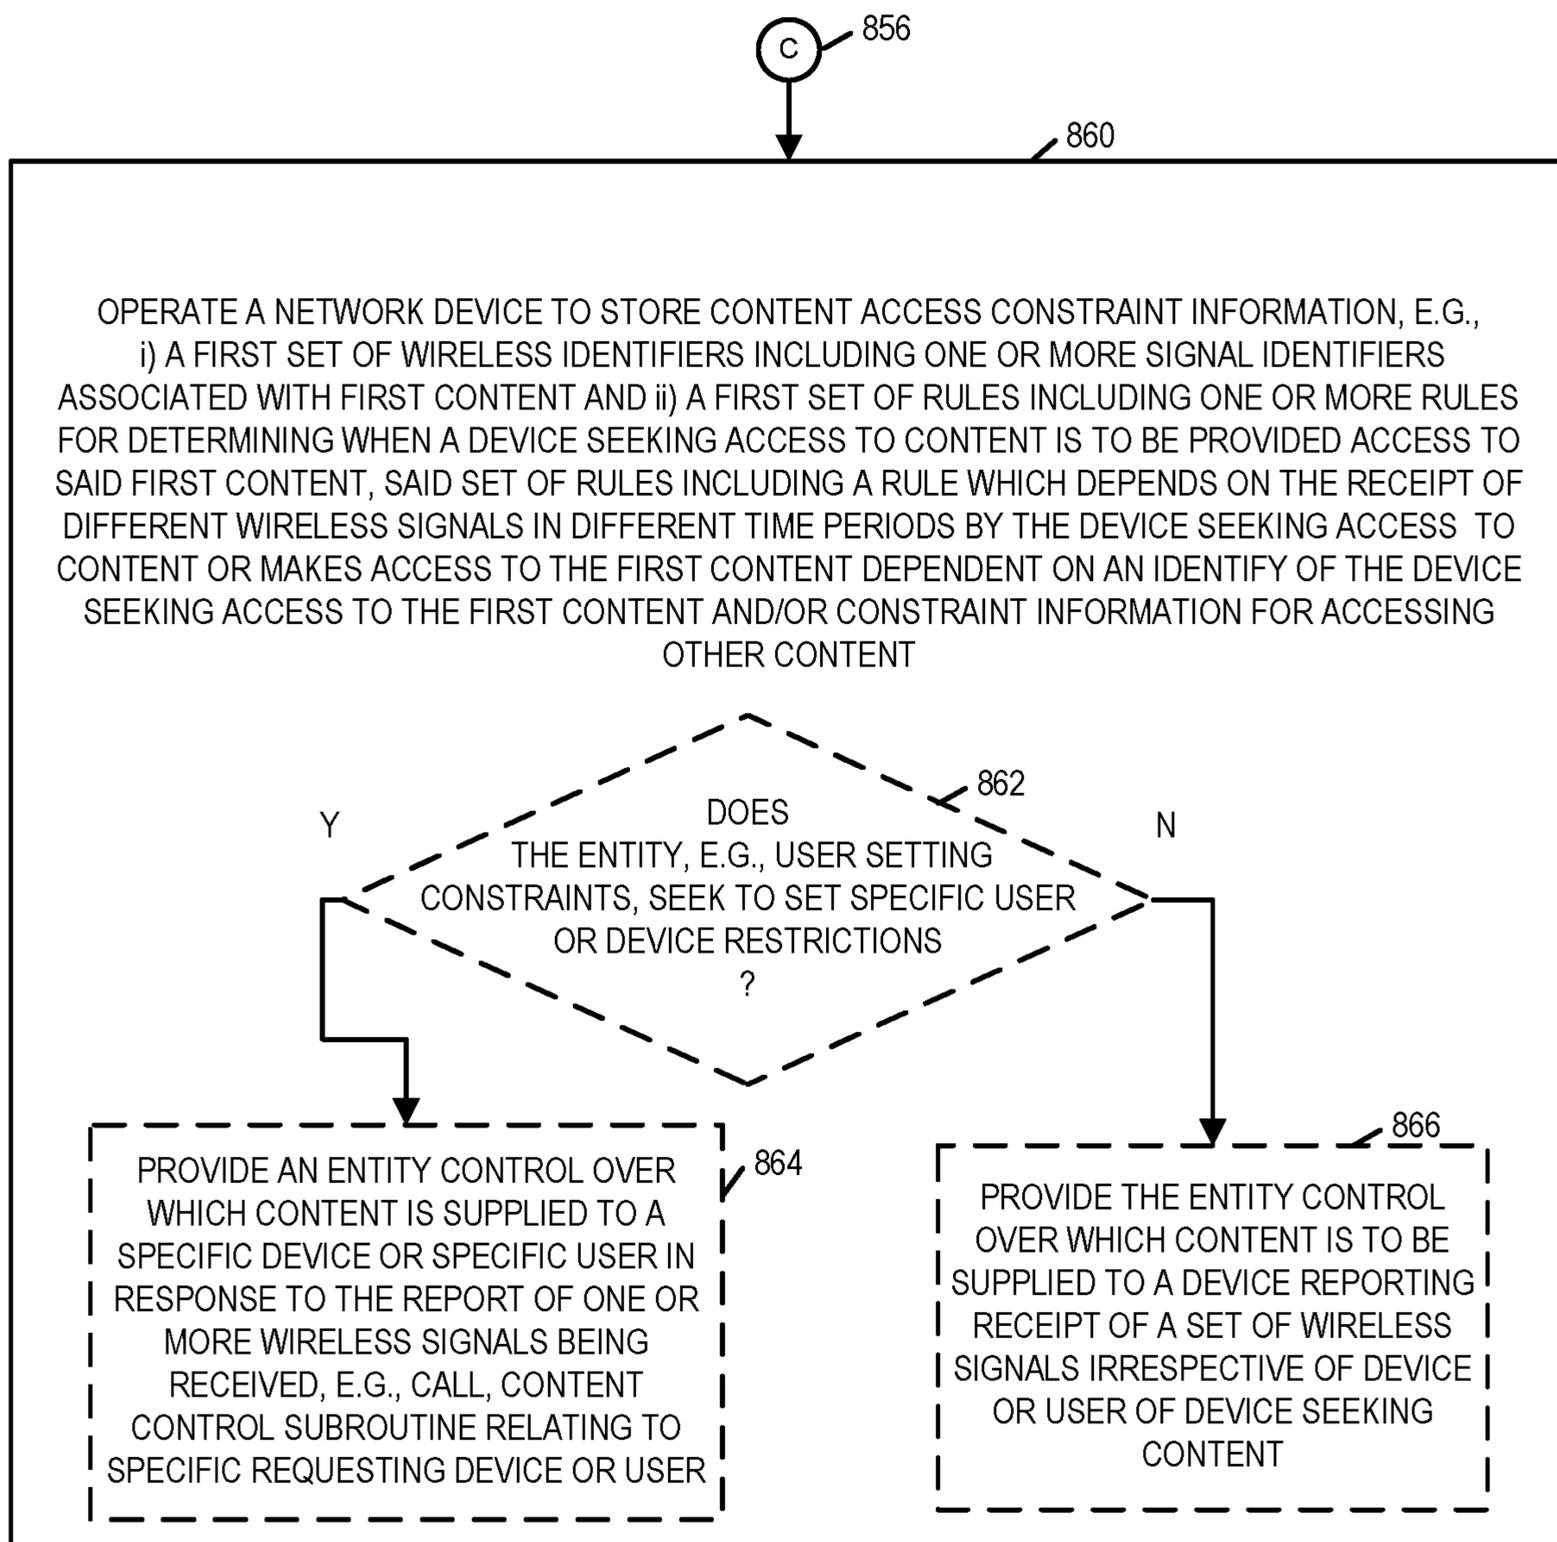 C
856
860
OPERATE A NETWORK DEVICE TO STORE CONTENT ACCESS CONSTRAINT INFORMATION, E.G.,
i) A FIRST SET OF WIRELESS IDENTIFIERS INCLUDING ONE OR MORE SIGNAL IDENTIFIERS
ASSOCIATED WITH FIRST CONTENT AND ii) A FIRST SET OF RULES INCLUDING ONE OR MORE RULES
FOR DETERMINING WHEN A DEVICE SEEKING ACCESS TO CONTENT IS TO BE PROVIDED ACCESS TO
SAID FIRST CONTENT, SAID SET OF RULES INCLUDING A RULE WHICH DEPENDS ON THE RECEIPT OF
DIFFERENT WIRELESS SIGNALS IN DIFFERENT TIME PERIODS BY THE DEVICE SEEKING ACCESS TO
CONTENT OR MAKES ACCESS TO THE FIRST CONTENT DEPENDENT ON AN IDENTIFY OF THE DEVICE
SEEKING ACCESS TO THE FIRST CONTENT AND/OR CONSTRAINT INFORMATION FOR ACCESSING
OTHER CONTENT
862
Y
N
DOES
THE ENTITY, E.G., USER SETTING
CONSTRAINTS, SEEK TO SET SPECIFIC USER
OR DEVICE RESTRICTIONS
?
864
PROVIDE AN ENTITY CONTROL OVER
WHICH CONTENT IS SUPPLIED TO A
SPECIFIC DEVICE OR SPECIFIC USER IN
RESPONSE TO THE REPORT OF ONE OR
MORE WIRELESS SIGNALS BEING
RECEIVED, E.G., CALL, CONTENT
CONTROL SUBROUTINE RELATING TO
SPECIFIC REQUESTING DEVICE OR USER
866
PROVIDE THE ENTITY CONTROL
OVER WHICH CONTENT IS TO BE
SUPPLIED TO A DEVICE REPORTING
RECEIPT OF A SET OF WIRELESS
SIGNALS IRRESPECTIVE OF DEVICE
OR USER OF DEVICE SEEKING
CONTENT